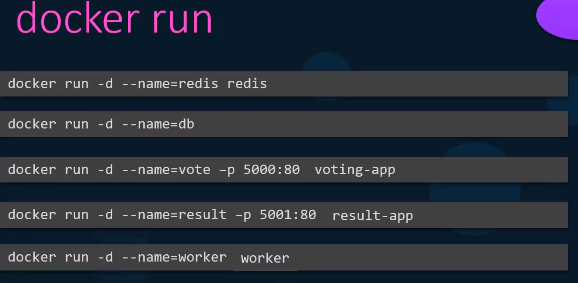 docker run
docker run -d --name=redis redis
docker run -d --name=db
docker run -d --name=vote –p 5000:80 voting-app
docker run -d --name=result –p 5001:80 result-app
docker run -d --name=worker worker